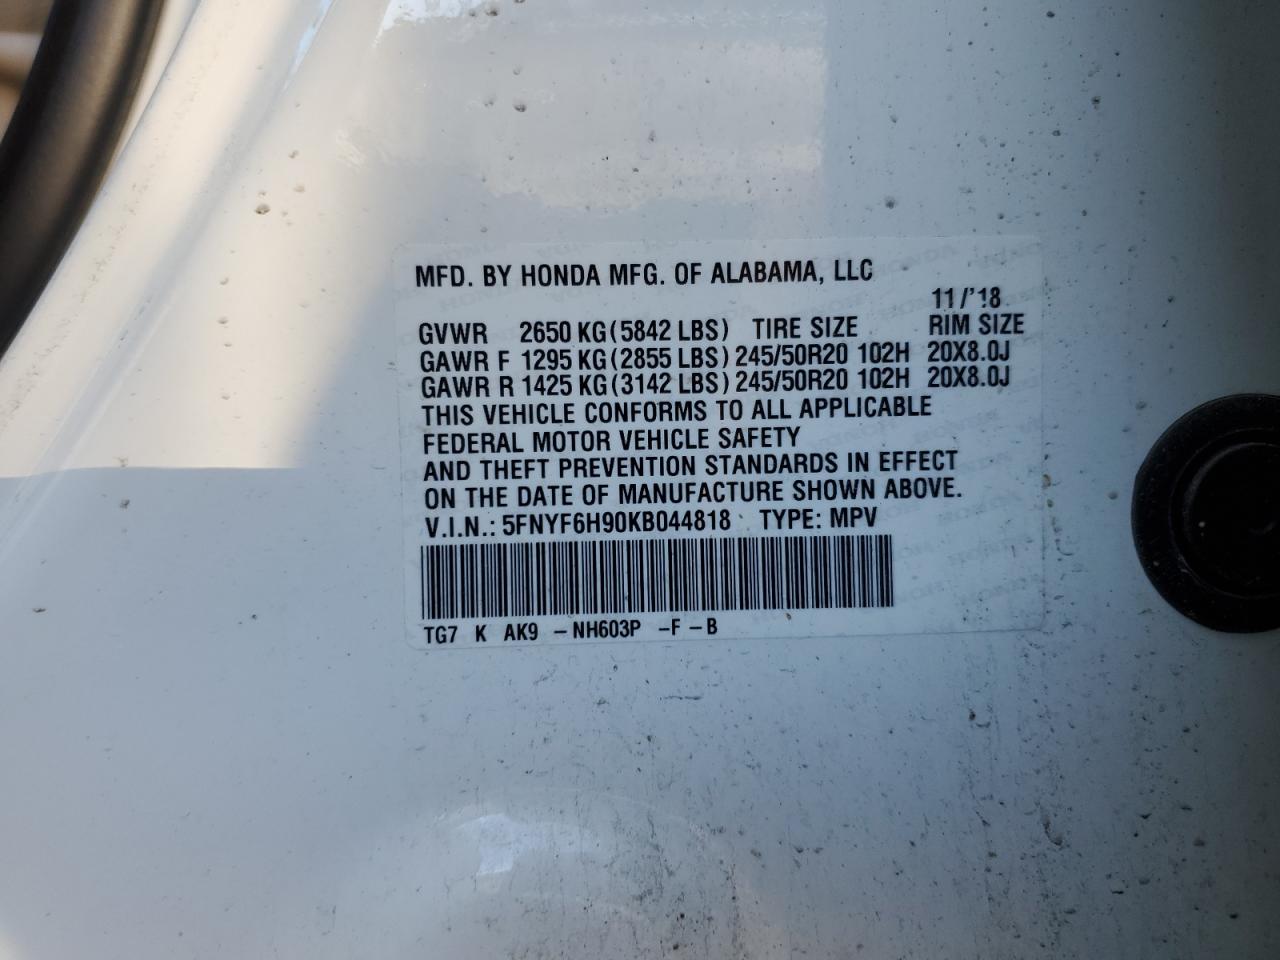 MFD. BY HONDA MFG. OF ALABAMA, LLC
11/'18
GVWR 2650 KG(5842 LBS) TIRE SIZE RIM SIZE
GAWR F 1295 KG(2855 LBS) 245/50R20 102H 20X8.0J
GAWR R 1425 KG(3142 LBS) 245/50R20 102H 20X8.0J
THIS VEHICLE CONFORMS TO ALL APPLICABLE
FEDERAL MOTOR VEHICLE SAFETY
AND THEFT PREVENTION STANDARDS IN EFFECT
ON THE DATE OF MANUFACTURE SHOWN ABOVE.
V.I.N.: 5FNYF6H90KB044818 TYPE: MPV
TG7 K AK9 -NH603P -F-B